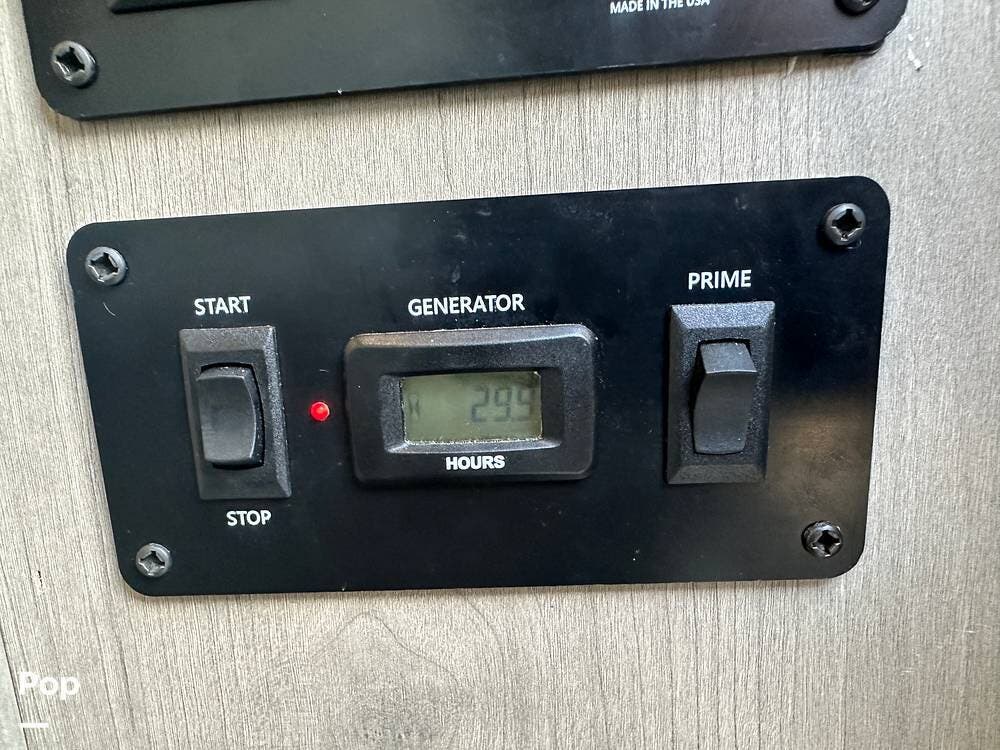 MADE IN THE USA
START
GENERATOR
PRIME
29.9
HOURS
STOP
Pop